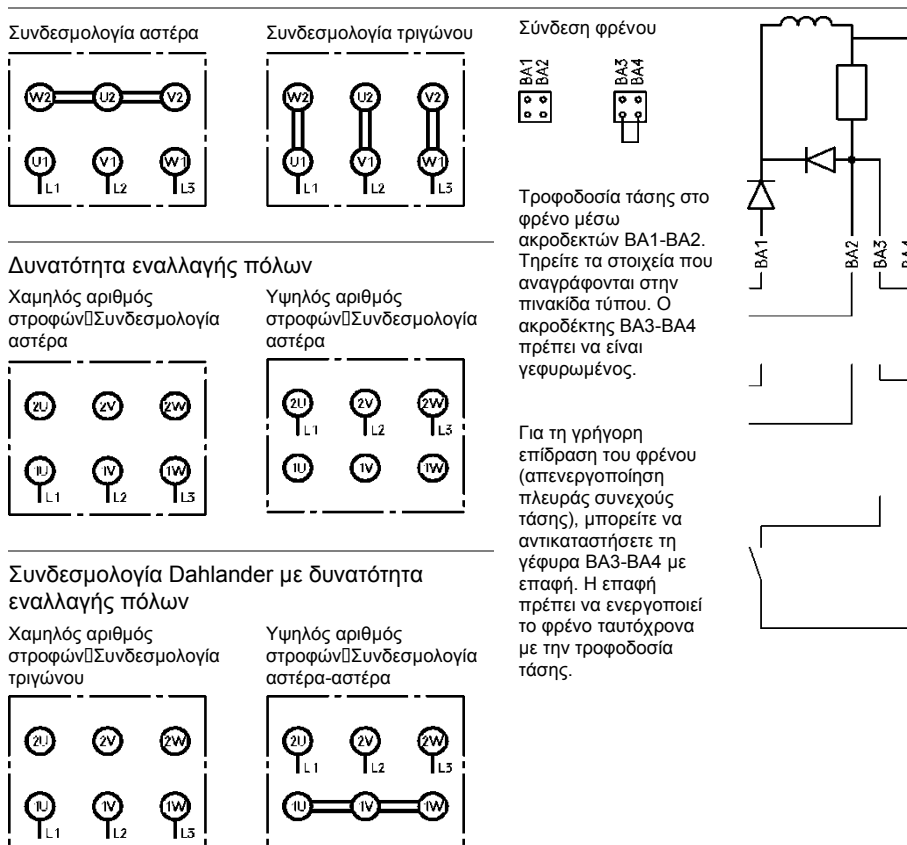 Συνδεσμολογία αστέρα
W2 U2 V2
U1 V1 W1
L1 L2 L3
Συνδεσμολογία τριγώνου
W2 U2 V2
U1 V1 W1
L1 L2 L3
Δυνατότητα εναλλαγής πόλων
Χαμηλός αριθμός
στροφών▯Συνδεσμολογία
αστέρα
2U 2V 2W
1U 1V 1W
L1 L2 L3
Υψηλός αριθμός
στροφών▯Συνδεσμολογία
αστέρα
2U 2V 2W
L1 L2 L3
1U 1V 1W
Συνδεσμολογία Dahlander με δυνατότητα
εναλλαγής πόλων
Χαμηλός αριθμός
στροφών▯Συνδεσμολογία
τριγώνου
2U 2V 2W
1U 1V 1W
L1 L2 L3
Υψηλός αριθμός
στροφών▯Συνδεσμολογία
αστέρα-αστέρα
2U 2V 2W
L1 L2 L3
1U 1V 1W
Σύνδεση φρένου
BA1
BA2
BA3
BA4
Τροφοδοσία τάσης στο
φρένο μέσω
ακροδεκτών BA1-BA2.
Τηρείτε τα στοιχεία που
αναγράφονται στην
πινακίδα τύπου. Ο
ακροδέκτης BA3-BA4
πρέπει να είναι
γεφυρωμένος.
Για τη γρήγορη
επίδραση του φρένου
(απενεργοποίηση
πλευράς συνεχούς
τάσης), μπορείτε να
αντικαταστήσετε τη
γέφυρα BA3-BA4 με
επαφή. Η επαφή
πρέπει να ενεργοποιεί
το φρένο ταυτόχρονα
με την τροφοδοσία
τάσης.
BA1
BA2
BA3
BA4